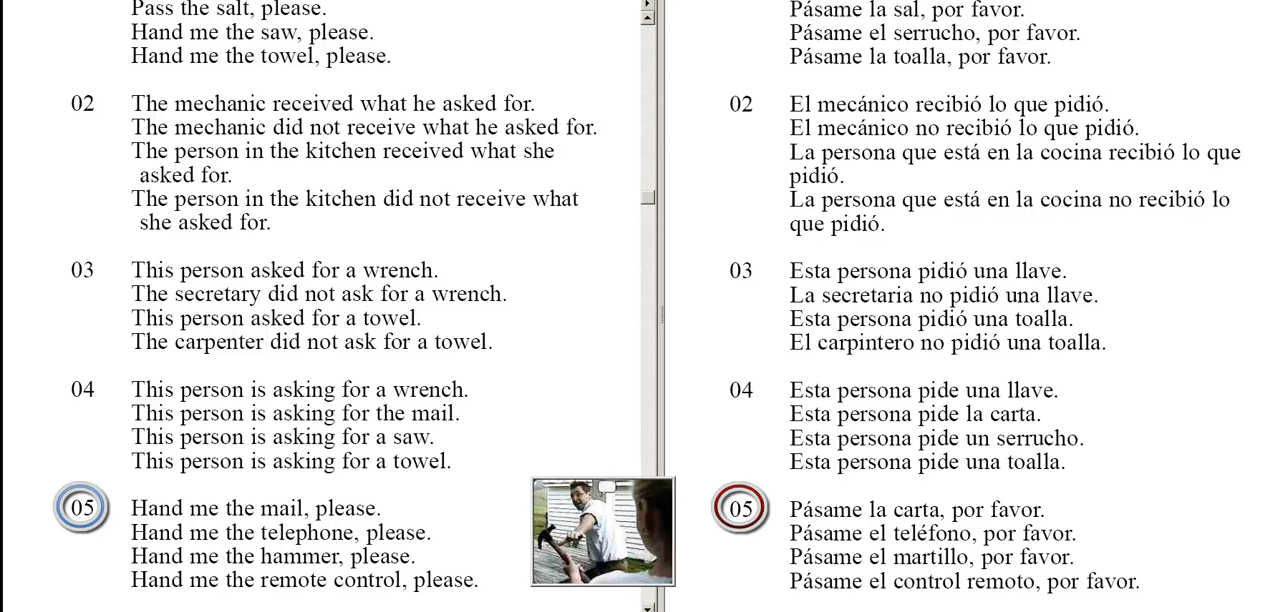 Pass the salt, please.
Hand me the saw, please.
Hand me the towel, please.
02 The mechanic received what he asked for.
The mechanic did not receive what he asked for.
The person in the kitchen received what she
asked for.
The person in the kitchen did not receive what
she asked for.
03 This person asked for a wrench.
The secretary did not ask for a wrench.
This person asked for a towel.
The carpenter did not ask for a towel.
04 This person is asking for a wrench.
This person is asking for the mail.
This person is asking for a saw.
This person is asking for a towel.
05 Hand me the mail, please.
Hand me the telephone, please.
Hand me the hammer, please.
Hand me the remote control, please.
Pásame la sal, por favor.
Pásame el serrucho, por favor.
Pásame la toalla, por favor.
02 El mecánico recibió lo que pidió.
El mecánico no recibió lo que pidió.
La persona que está en la cocina recibió lo que
pidió.
La persona que está en la cocina no recibió lo
que pidió.
03 Esta persona pidió una llave.
La secretaria no pidió una llave.
Esta persona pidió una toalla.
El carpintero no pidió una toalla.
04 Esta persona pide una llave.
Esta persona pide la carta.
Esta persona pide un serrucho.
Esta persona pide una toalla.
05 Pásame la carta, por favor.
Pásame el teléfono, por favor.
Pásame el martillo, por favor.
Pásame el control remoto, por favor.